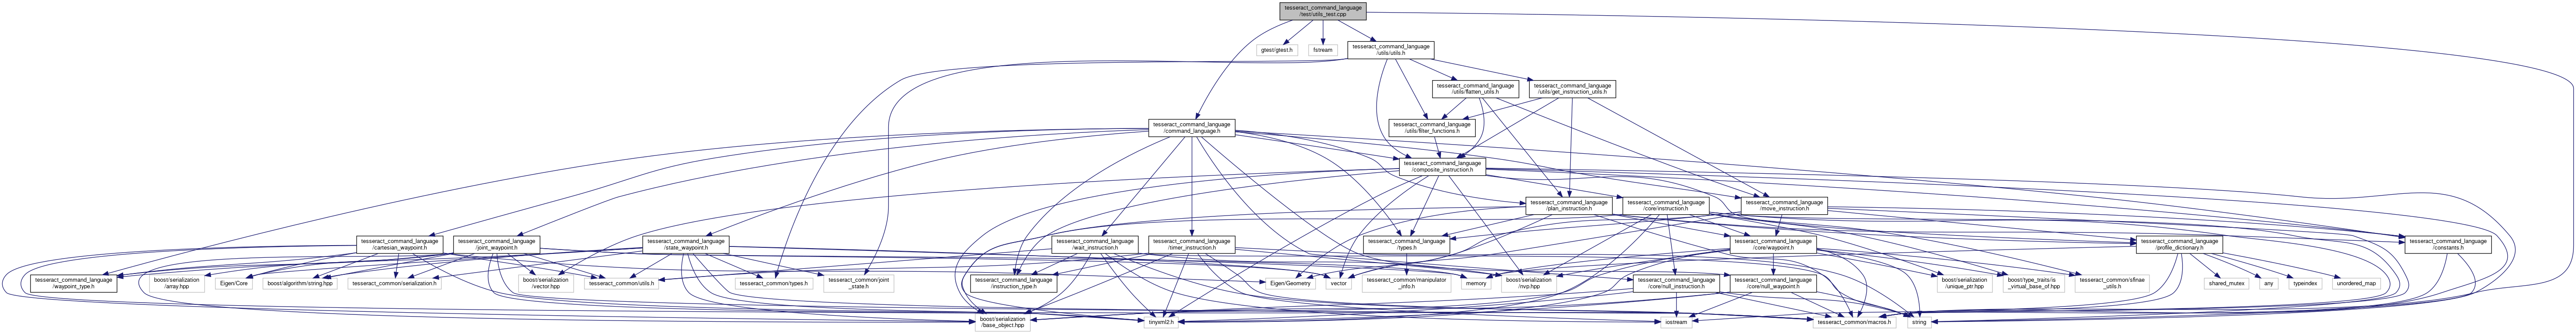 tesseract_command_language
/test/utils_test.cpp
gtest/gtest.h
fstream
tesseract_command_language
/utils/utils.h
tesseract_command_language
/utils/flatten_utils.h
tesseract_command_language
/utils/get_instruction_utils.h
tesseract_command_language
/command_language.h
tesseract_command_language
/utils/filter_functions.h
tesseract_command_language
/composite_instruction.h
tesseract_command_language
/plan_instruction.h
tesseract_command_language
/core/instruction.h
tesseract_command_language
/move_instruction.h
tesseract_command_language
/cartesian_waypoint.h
tesseract_command_language
/joint_waypoint.h
tesseract_command_language
/state_waypoint.h
tesseract_command_language
/wait_instruction.h
tesseract_command_language
/timer_instruction.h
tesseract_command_language
/types.h
tesseract_command_language
/core/waypoint.h
tesseract_command_language
/profile_dictionary.h
tesseract_command_language
/constants.h
tesseract_command_language
/waypoint_type.h
boost/serialization
/array.hpp
Eigen/Core
boost/algorithm/string.hpp
tesseract_common/serialization.h
boost/serialization
/vector.hpp
tesseract_common/utils.h
tesseract_common/types.h
tesseract_common/joint
_state.h
tesseract_command_language
/instruction_type.h
Eigen/Geometry
vector
tesseract_common/manipulator
_info.h
memory
boost/serialization
/nvp.hpp
tesseract_command_language
/core/null_instruction.h
tesseract_command_language
/core/null_waypoint.h
boost/serialization
/unique_ptr.hpp
boost/type_traits/is
_virtual_base_of.hpp
tesseract_common/sfinae
_utils.h
shared_mutex
any
typeindex
unordered_map
boost/serialization
/base_object.hpp
tinyxml2.h
iostream
tesseract_common/macros.h
string